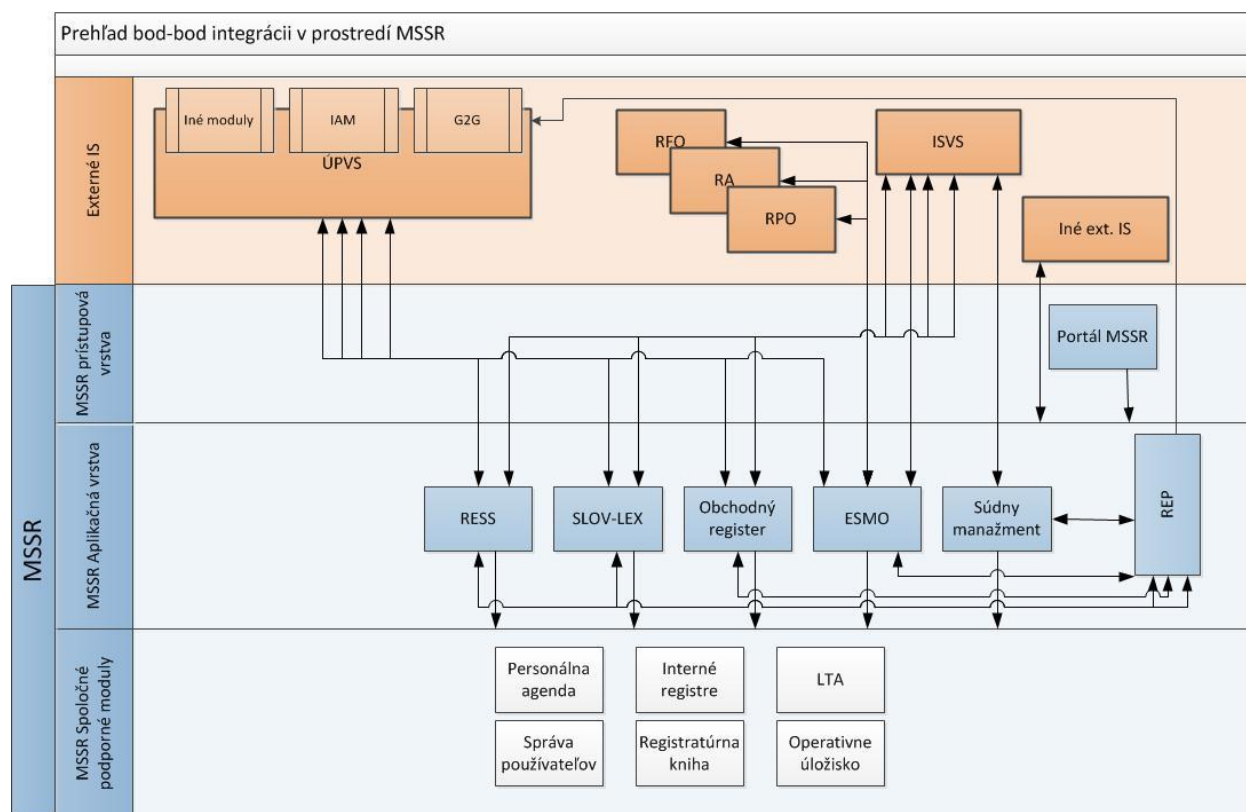 Prehľad bod-bod integrácii v prostredí MSSR
Externé IS
Iné moduly
IAM
G2G
ÚPVS
RFO
RA
RPO
ISVS
Iné ext. IS
MSSR
MSSR prístupová
vrstva
Portál MSSR
MSSR Aplikačná vrstva
RESS
SLOV-LEX
Obchodný
register
ESMO
Súdny
manažment
REP
MSSR Spoločné
podporné moduly
Personálna
agenda
Interné
registre
LTA
Správa
používateľov
Registratúrna
kniha
Operativne
úložisko